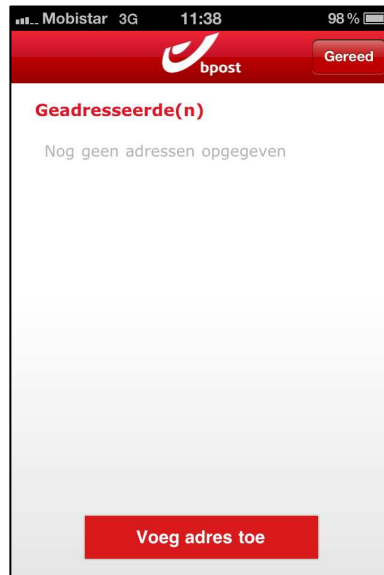 Mobistar 3G 11:38 98 %
bpost
Gereed
Geadresseerde(n)
Nog geen adressen opgegeven
Voeg adres toe